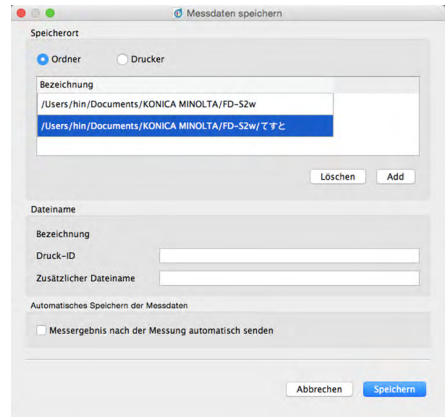 Messdaten speichern
Speicherort
Ordner Drucker
Bezeichnung
/Users/hin/Documents/KONICA MINOLTA/FD-S2w
/Users/hin/Documents/KONICA MINOLTA/FD-S2w/てすと
Löschen Add
Dateiname
Bezeichnung
Druck-ID
Zusätzlicher Dateiname
Automatisches Speichern der Messdaten
Messergebnis nach der Messung automatisch senden
Abbrechen Speichern